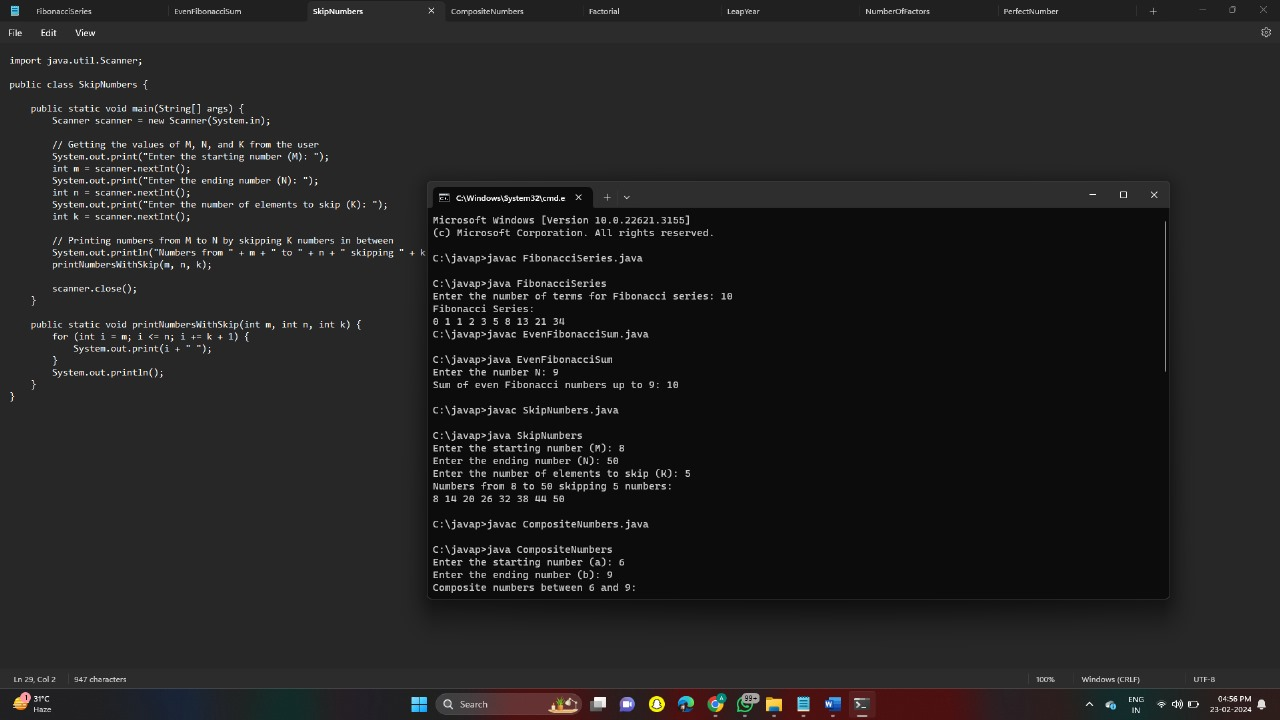 FibonacciSeries
EvenFibonacciSum
SkipNumbers
CompositeNumbers
Factorial
LeapYear
NumberOfFactors
PerfectNumber
File Edit View
import java.util.Scanner;
public class SkipNumbers {
public static void main(String[] args) {
Scanner scanner = new Scanner(System.in);
// Getting the values of M, N, and K from the user
System.out.print("Enter the starting number (M): ");
int m = scanner.nextInt();
System.out.print("Enter the ending number (N): ");
int n = scanner.nextInt();
System.out.print("Enter the number of elements to skip (K): ");
int k = scanner.nextInt();
// Printing numbers from M to N by skipping K numbers in between
System.out.println("Numbers from " + m + " to " + n + " skipping " + k
printNumbersWithSkip(m, n, k);
scanner.close();
}
public static void printNumbersWithSkip(int m, int n, int k) {
for (int i = m; i <= n; i += k + 1) {
System.out.print(i + " ");
}
System.out.println();
}
}
C:\Windows\System32\cmd.e
Microsoft Windows [Version 10.0.22621.3155]
(c) Microsoft Corporation. All rights reserved.
C:\javap>javac FibonacciSeries.java
C:\javap>java FibonacciSeries
Enter the number of terms for Fibonacci series: 10
Fibonacci Series:
0 1 1 2 3 5 8 13 21 34
C:\javap>javac EvenFibonacciSum.java
C:\javap>java EvenFibonacciSum
Enter the number N: 9
Sum of even Fibonacci numbers up to 9: 10
C:\javap>javac SkipNumbers.java
C:\javap>java SkipNumbers
Enter the starting number (M): 8
Enter the ending number (N): 50
Enter the number of elements to skip (K): 5
Numbers from 8 to 50 skipping 5 numbers:
8 14 20 26 32 38 44 50
C:\javap>javac CompositeNumbers.java
C:\javap>java CompositeNumbers
Enter the starting number (a): 6
Enter the ending number (b): 9
Composite numbers between 6 and 9:
Ln 29, Col 2 947 characters 100% Windows (CRLF) UTF-8
1
31°C
Haze
Search
99+
ENG
IN
04:56 PM
23-02-2024